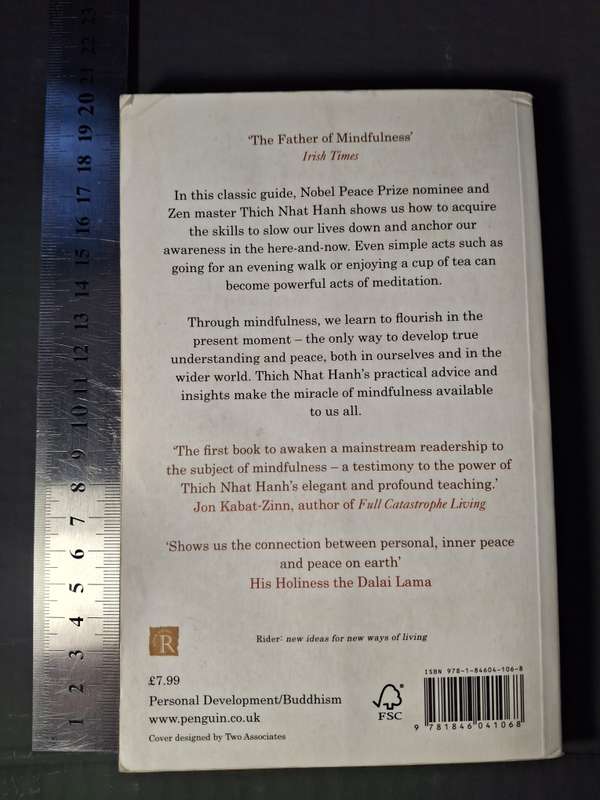 'The Father of Mindfulness'
Irish Times
In this classic guide, Nobel Peace Prize nominee and
Zen master Thich Nhat Hanh shows us how to acquire
the skills to slow our lives down and anchor our
awareness in the here-and-now. Even simple acts such as
going for an evening walk or enjoying a cup of tea can
become powerful acts of meditation.
Through mindfulness, we learn to flourish in the
present moment – the only way to develop true
understanding and peace, both in ourselves and in the
wider world. Thich Nhat Hanh's practical advice and
insights make the miracle of mindfulness available
to us all.
'The first book to awaken a mainstream readership to
the subject of mindfulness – a testimony to the power of
Thich Nhat Hanh's elegant and profound teaching.'
Jon Kabat-Zinn, author of Full Catastrophe Living
'Shows us the connection between personal, inner peace
and peace on earth'
His Holiness the Dalai Lama
R
Rider: new ideas for new ways of living
£7.99
Personal Development/Buddhism
www.penguin.co.uk
Cover designed by Two Associates
FSC
ISBN 978-1-84604-106-8
9 781846 041068
1 2 3 4 5 6 7 8 9 10 11 12 13 14 15 16 17 18 19 20 21 22 23